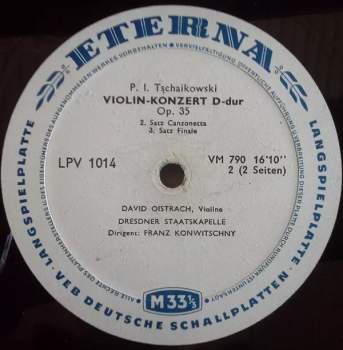 ETERNA
P. I. Tschaikowski
VIOLIN-KONZERT D-dur
Op. 35
2. Satz Canzonetta
3. Satz Finale
LPV 1014
VM 790 16'10"
2 (2 Seiten)
DAVID OISTRACH, Violine
DRESDNER STAATSKAPELLE
Dirigent: FRANZ KONWITSCHNY
M 33⅓
LANGSPIELPLATTE · VEB DEUTSCHE SCHALLPLATTEN · LANGSPIELPLATTE